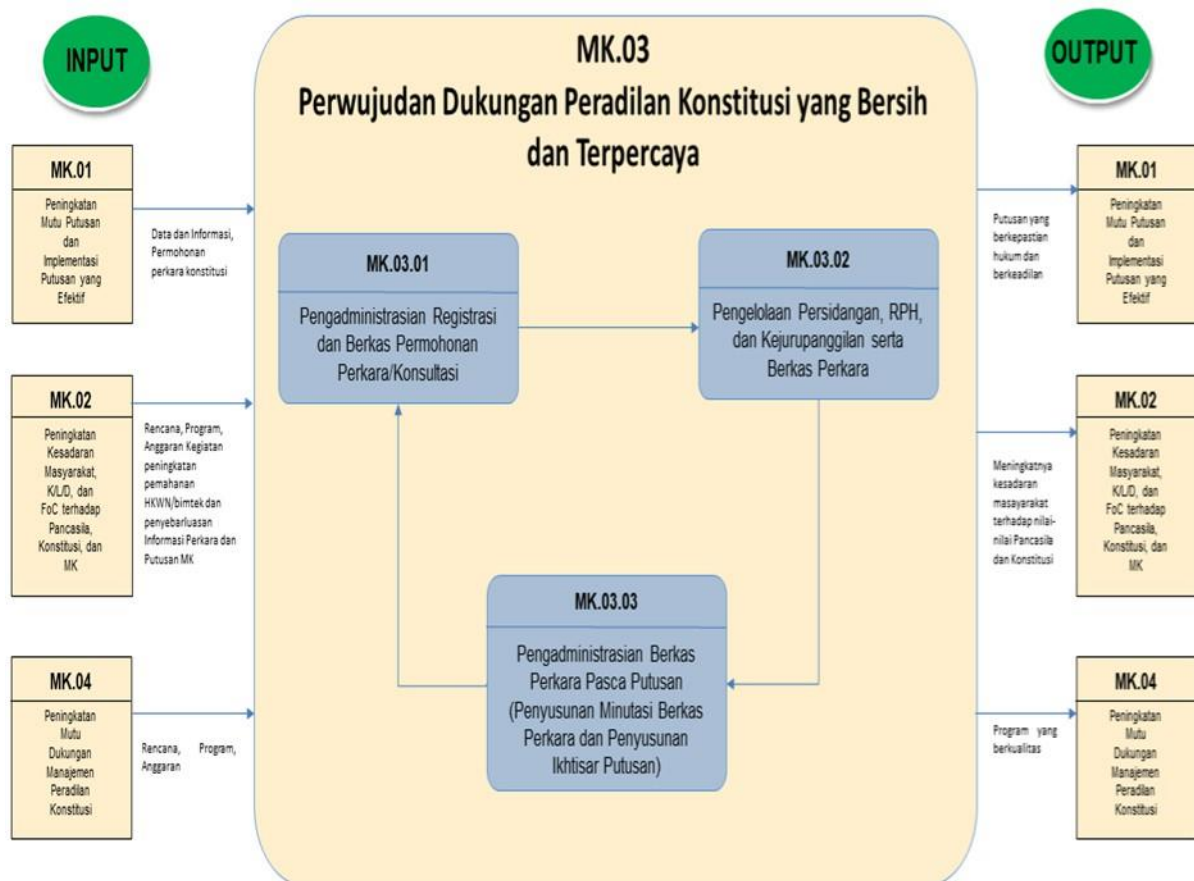 INPUT
MK.01
Peningkatan
Mutu Putusan
dan
Implementasi
Putusan yang
Efektif
Data dan Informasi,
Permohonan
perkara konstitusi
MK.02
Peningkatan
Kesadaran
Masyarakat,
K/L/D, dan
FoC terhadap
Pancasila,
Konstitusi, dan
MK
Rencana, Program,
Anggaran Kegiatan
peningkatan
pemahanan
HKWN/bimtek dan
penyebarluasan
Informasi Perkara dan
Putusan MK
MK.04
Peningkatan
Mutu
Dukungan
Manajemen
Peradilan
Konstitusi
Rencana, Program,
Anggaran
MK.03
Perwujudan Dukungan Peradilan Konstitusi yang Bersih
dan Terpercaya
MK.03.01
Pengadministrasian Registrasi
dan Berkas Permohonan
Perkara/Konsultasi
MK.03.02
Pengelolaan Persidangan, RPH,
dan Kejurupanggilan serta
Berkas Perkara
MK.03.03
Pengadministrasian Berkas
Perkara Pasca Putusan
(Penyusunan Minutasi Berkas
Perkara dan Penyusunan
Ikhtisar Putusan)
OUTPUT
Putusan yang
berkepastian
hukum dan
berkeadilan
MK.01
Peningkatan
Mutu Putusan
dan
Implementasi
Putusan yang
Efektif
Meningkatnya
kesadaran
masayarakat
terhadap nilai-
nilai Pancasila
dan Konstitusi
MK.02
Peningkatan
Kesadaran
Masyarakat,
K/L/D, dan
FoC terhadap
Pancasila,
Konstitusi, dan
MK
Program yang
berkualitas
MK.04
Peningkatan
Mutu
Dukungan
Manajemen
Peradilan
Konstitusi